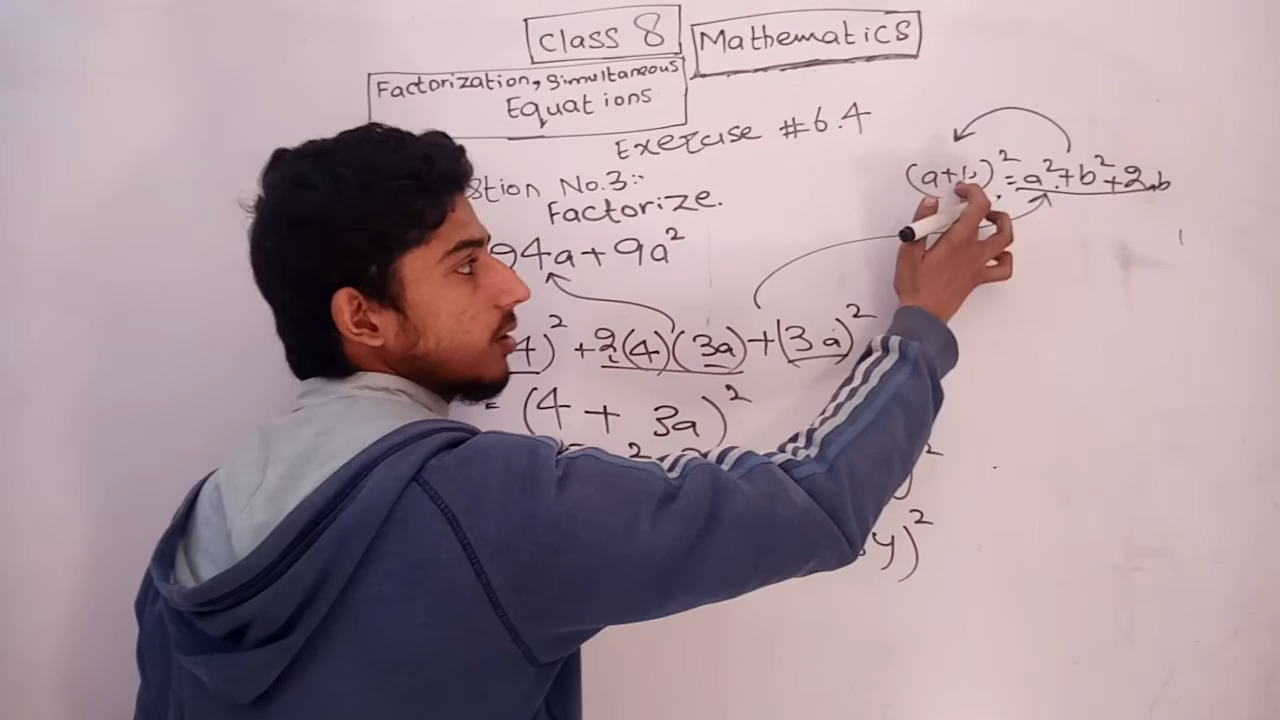 Class 8
Mathematics
Factorization, Simultaneous
Equations
Exercise #6.4
stion No.3:-
Factorize.
(a+b)² = a²+b²+2ab
94a+9a²
4)² +2(4)(3a)+(3a)²
= (4 + 3a)²
y)²